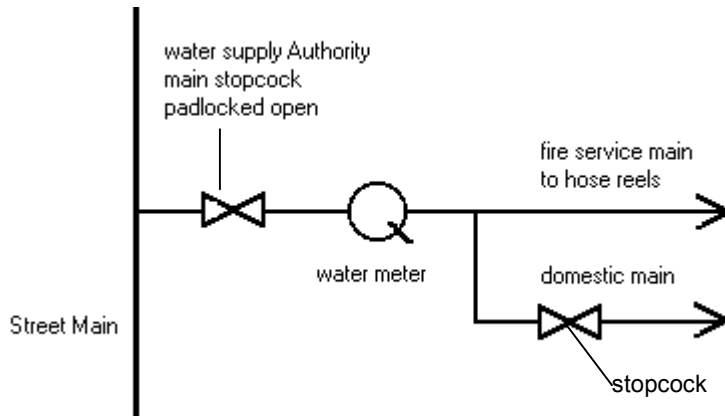 water supply Authority
main stopcock
padlocked open
fire service main
to hose reels
water meter
domestic main
Street Main
stopcock